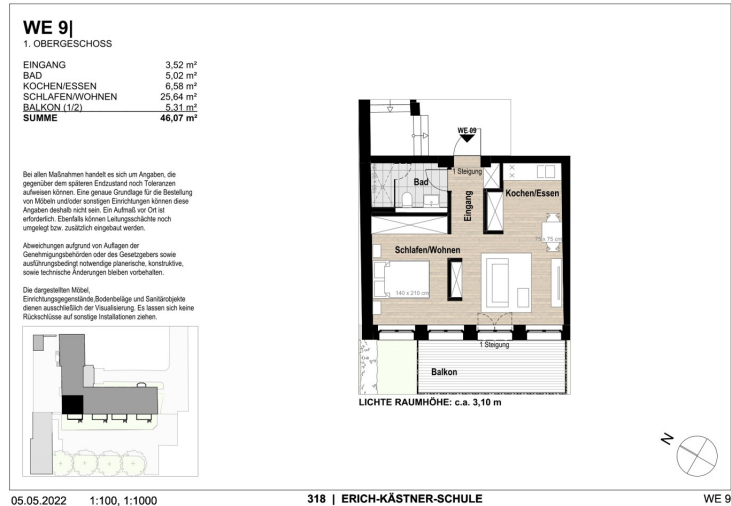 WE 9|
1. OBERGESCHOSS
EINGANG 3,52 m²
BAD 5,02 m²
KOCHEN/ESSEN 6,58 m²
SCHLAFEN/WOHNEN 25,64 m²
BALKON (1/2) 5,31 m²
SUMME 46,07 m²
Bei allen Maßnahmen handelt es sich um Angaben, die
gegenüber dem späteren Endzustand noch Toleranzen
aufweisen können. Eine genaue Grundlage für die Bestellung
von Möbeln und/oder sonstigen Einrichtungen können diese
Angaben deshalb nicht sein. Ein Aufmaß vor Ort ist
erforderlich. Ebenfalls können Leitungsschächte noch
umgelegt bzw. zusätzlich eingebaut werden.
Abweichungen aufgrund von Auflagen der
Genehmigungsbehörden oder des Gesetzgebers sowie
ausführungsbedingt notwendige planerische, konstruktive,
sowie technische Änderungen bleiben vorbehalten.
Die dargestellten Möbel,
Einrichtungsgegenstände,Bodenbeläge und Sanitärobjekte
dienen ausschließlich der Visualisierung. Es lassen sich keine
Rückschlüsse auf sonstige Installationen ziehen.
WE 09
1 Steigung
Bad
Eingang
Kochen/Essen
75 x 75 cm
Schlafen/Wohnen
140 x 210 cm
1 Steigung
Balkon
LICHTE RAUMHÖHE: c.a. 3,10 m
N
05.05.2022 1:100, 1:1000 318 | ERICH-KÄSTNER-SCHULE WE 9